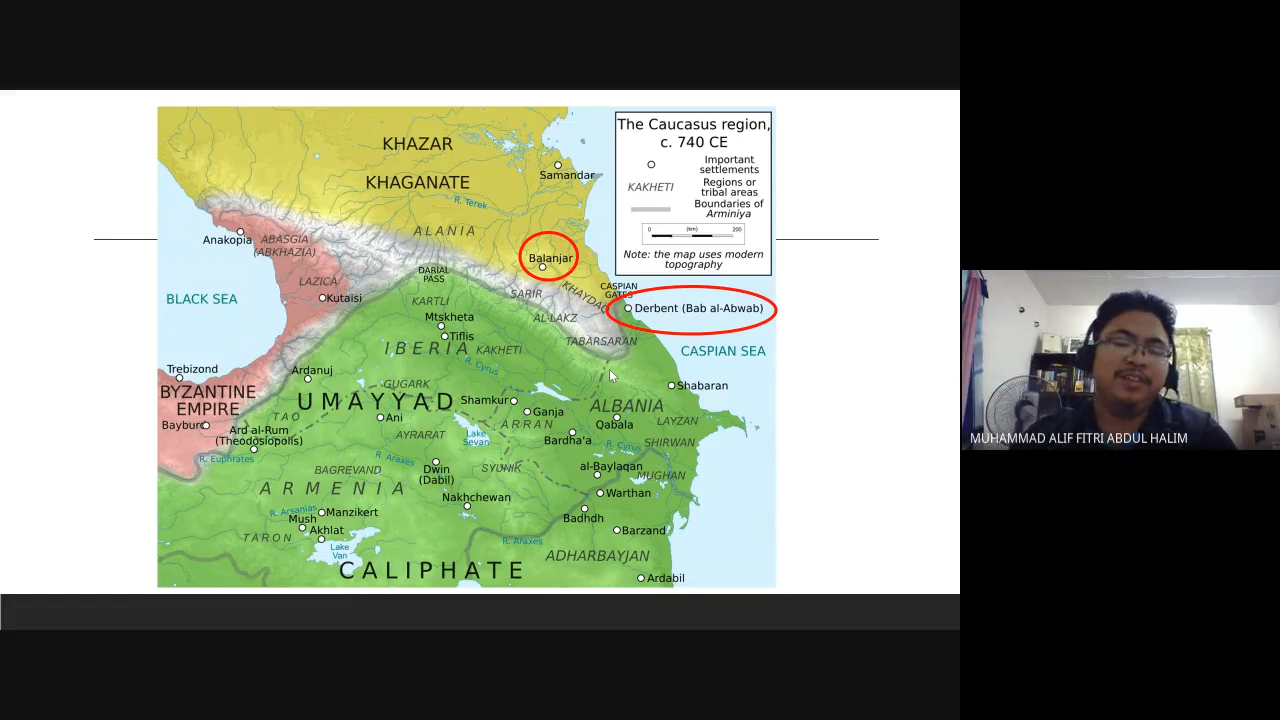 The Caucasus region,
c. 740 CE
Important
settlements
KAKHETI
Regions or
tribal areas
Boundaries of
Arminiya
0 (km) 200
Note: the map uses modern
topography
KHAZAR
KHAGANATE
Samandar
R. Terek
ALANIA
Anakopia
ABASGIA
(ABKHAZIA)
Balanjar
DARIAL
PASS
LAZICA
Kutaisi
BLACK SEA
KARTLI
SARIR
KHAYDAQ
CASPIAN
GATES
Derbent (Bab al-Abwab)
AL-LAKZ
Mtskheta
Tiflis
TABARSARAN
IBERIA
KAKHETI
CASPIAN SEA
R. Cyrus
Trebizond
Ardanuj
GUGARK
Shabaran
BYZANTINE
EMPIRE
UMAYYAD
Shamkur
ALBANIA
Ganja
TAO
Ani
Bayburt
ARRAN
Qabala
LAYZAN
Ard al-Rum
(Theodosiopolis)
AYRARAT
Lake
Sevan
Bardha'a
R. Cyrus
SHIRWAN
R. Euphrates
R. Araxes
BAGREVAND
Dwin
(Dabil)
SYUNIK
al-Baylaqan
MUGHAN
ARMENIA
Nakhchewan
Warthan
R. Arsanias
Manzikert
Mush
Akhlat
Badhdh
Barzand
TARON
Lake
Van
R. Araxes
ADHARBAYJAN
CALIPHATE
Ardabil
MUHAMMAD ALIF FITRI ABDUL HALIM